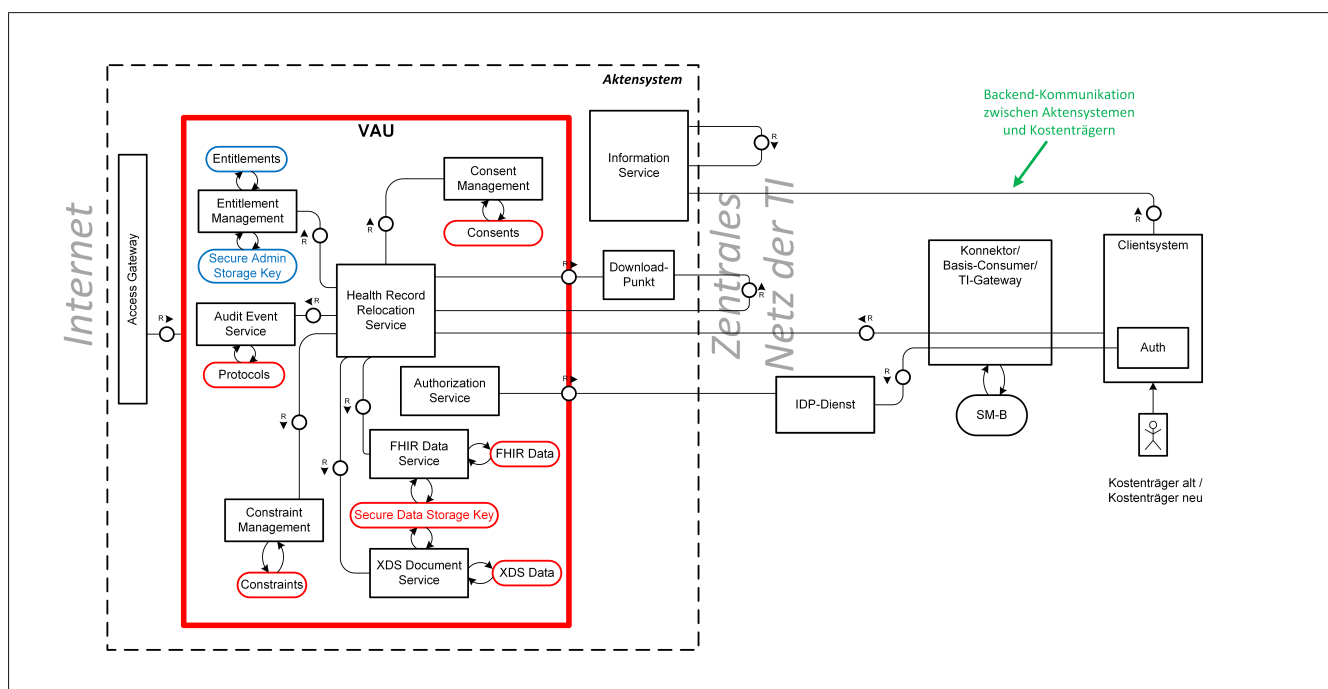 Aktensystem
Backend-Kommunikation
zwischen Aktensystemen
und Kostenträgern
VAU
Internet
Access Gateway
R
Entitlements
Entitlement
Management
R
Secure Admin
Storage Key
Consent
Management
R
Consents
Information
Service
R
Zentrales
Netz der TI
R
Clientsystem
Konnektor/
Basis-Consumer/
TI-Gateway
Health Record
Relocation
Service
R
Download-
Punkt
R
Audit Event
Service
R
Protocols
R
Auth
Authorization
Service
R
IDP-Dienst
R
SM-B
Kostenträger alt /
Kostenträger neu
R
R
R
FHIR Data
Service
FHIR Data
Secure Data Storage Key
Constraint
Management
Constraints
XDS Document
Service
XDS Data